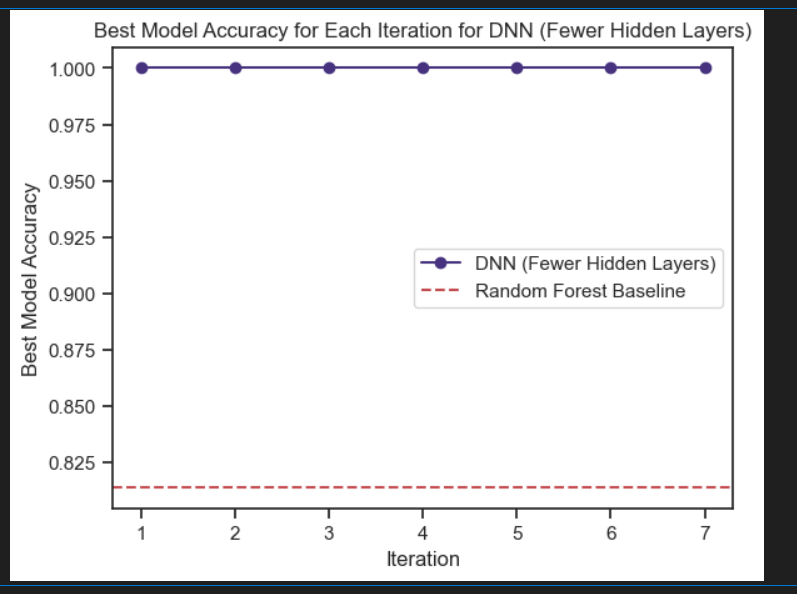 Best Model Accuracy for Each Iteration for DNN (Fewer Hidden Layers)
1.000
0.975
0.950
0.925
0.900
0.875
0.850
0.825
Best Model Accuracy
DNN (Fewer Hidden Layers)
Random Forest Baseline
1 2 3 4 5 6 7
Iteration